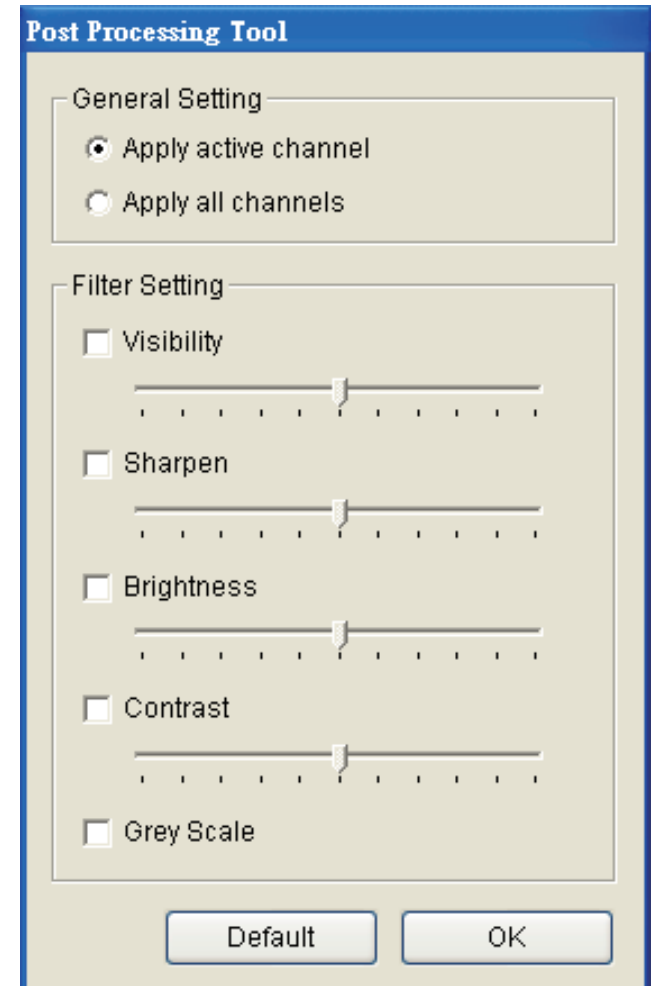 Post Processing Tool
General Setting
Apply active channel
Apply all channels
Filter Setting
Visibility
Sharpen
Brightness
Contrast
Grey Scale
Default OK